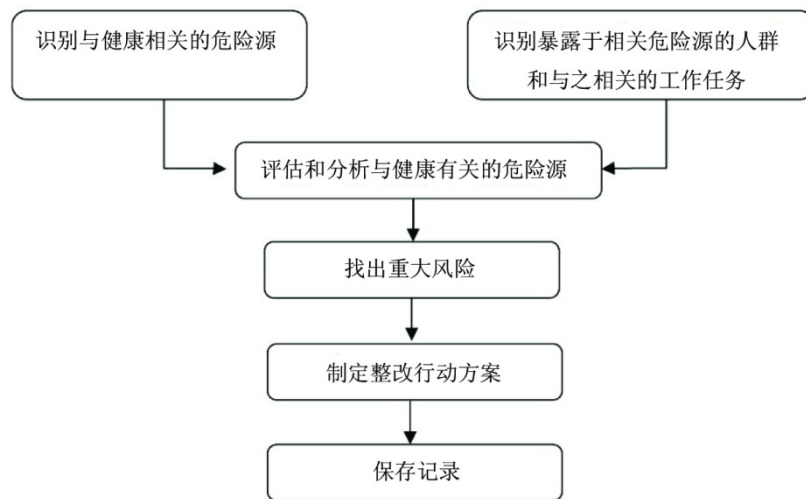 识别与健康相关的危险源
识别暴露于相关危险源的人群
和与之相关的工作任务
评估和分析与健康有关的危险源
找出重大风险
制定整改行动方案
保存记录